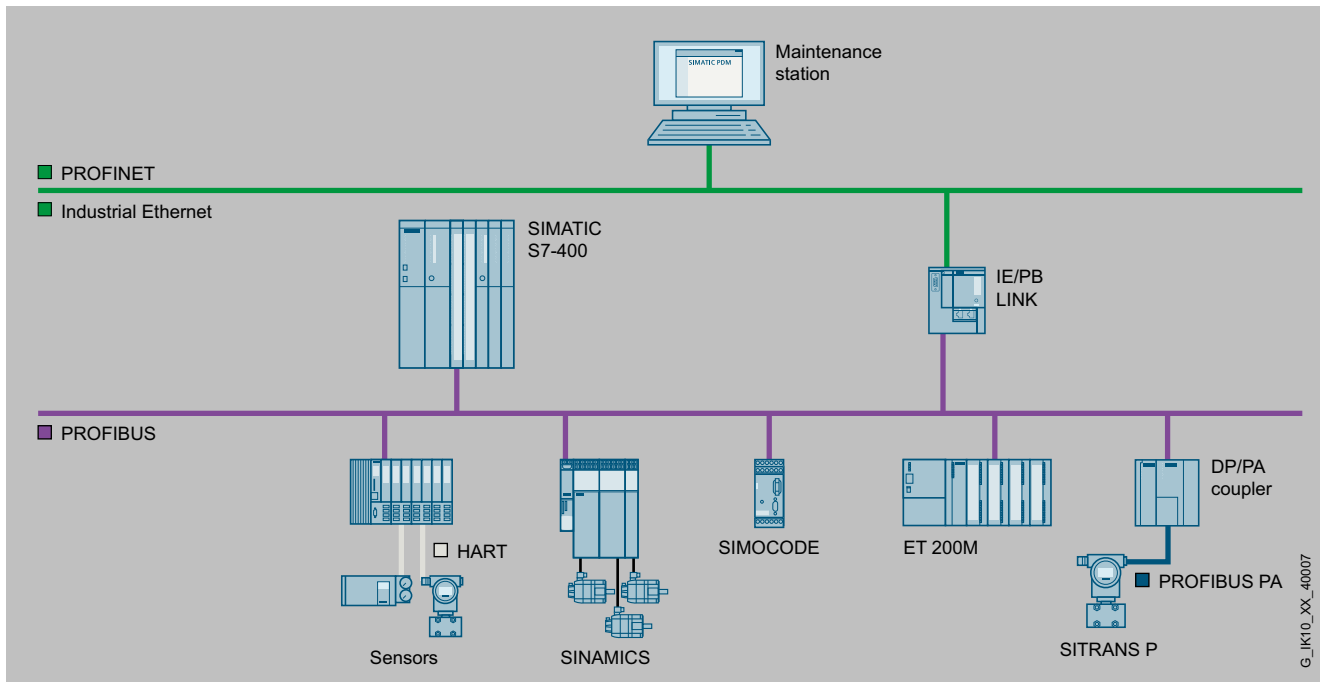 SIMATIC PDM
Maintenance
station
PROFINET
Industrial Ethernet
SIMATIC
S7-400
IE/PB
LINK
PROFIBUS
DP/PA
coupler
HART
SIMOCODE
ET 200M
PROFIBUS PA
Sensors
SINAMICS
SITRANS P
G_IK10_XX_40007